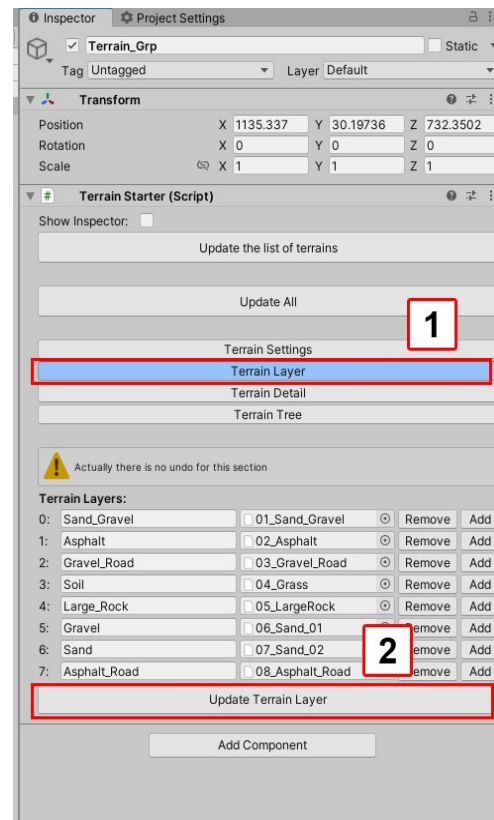 Inspector Project Settings
Terrain_Grp Static
Tag Untagged Layer Default
Transform
Position X 1135.337 Y 30.19736 Z 732.3502
Rotation X 0 Y 0 Z 0
Scale X 1 Y 1 Z 1
# Terrain Starter (Script)
Show Inspector:
Update the list of terrains
Update All
1
Terrain Settings
Terrain Layer
Terrain Detail
Terrain Tree
Actually there is no undo for this section
Terrain Layers:
0: Sand_Gravel 01_Sand_Gravel Remove Add
1: Asphalt 02_Asphalt Remove Add
2: Gravel_Road 03_Gravel_Road Remove Add
3: Soil 04_Grass Remove Add
4: Large_Rock 05_LargeRock Remove Add
5: Gravel 06_Sand_01 Remove Add
6: Sand 07_Sand_02 2 Remove Add
7: Asphalt_Road 08_Asphalt_Road Remove Add
Update Terrain Layer
Add Component